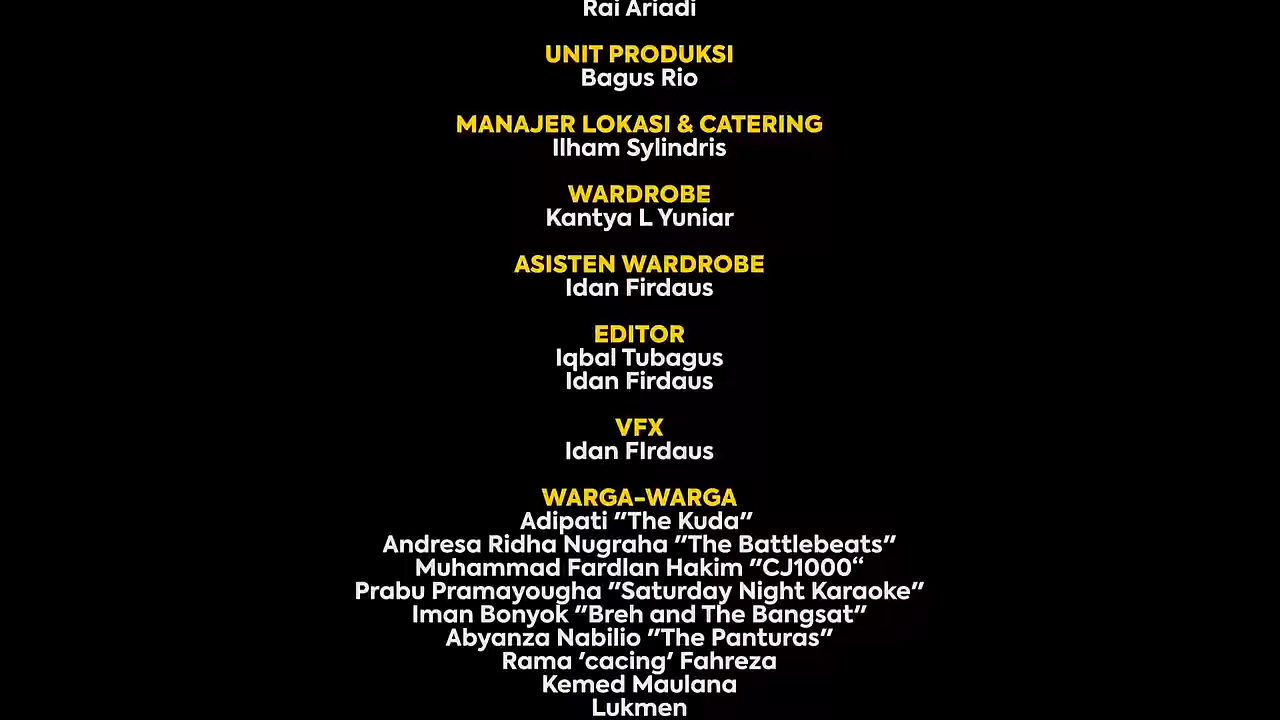 Rai Ariadi
UNIT PRODUKSI
Bagus Rio
MANAJER LOKASI & CATERING
Ilham Sylindris
WARDROBE
Kantya L Yuniar
ASISTEN WARDROBE
Idan Firdaus
EDITOR
Iqbal Tubagus
Idan Firdaus
VFX
Idan FIrdaus
WARGA-WARGA
Adipati "The Kuda"
Andresa Ridha Nugraha "The Battlebeats"
Muhammad Fardlan Hakim "CJ1000“
Prabu Pramayougha "Saturday Night Karaoke"
Iman Bonyok "Breh and The Bangsat"
Abyanza Nabilio "The Panturas"
Rama 'cacing' Fahreza
Kemed Maulana
Lukmen